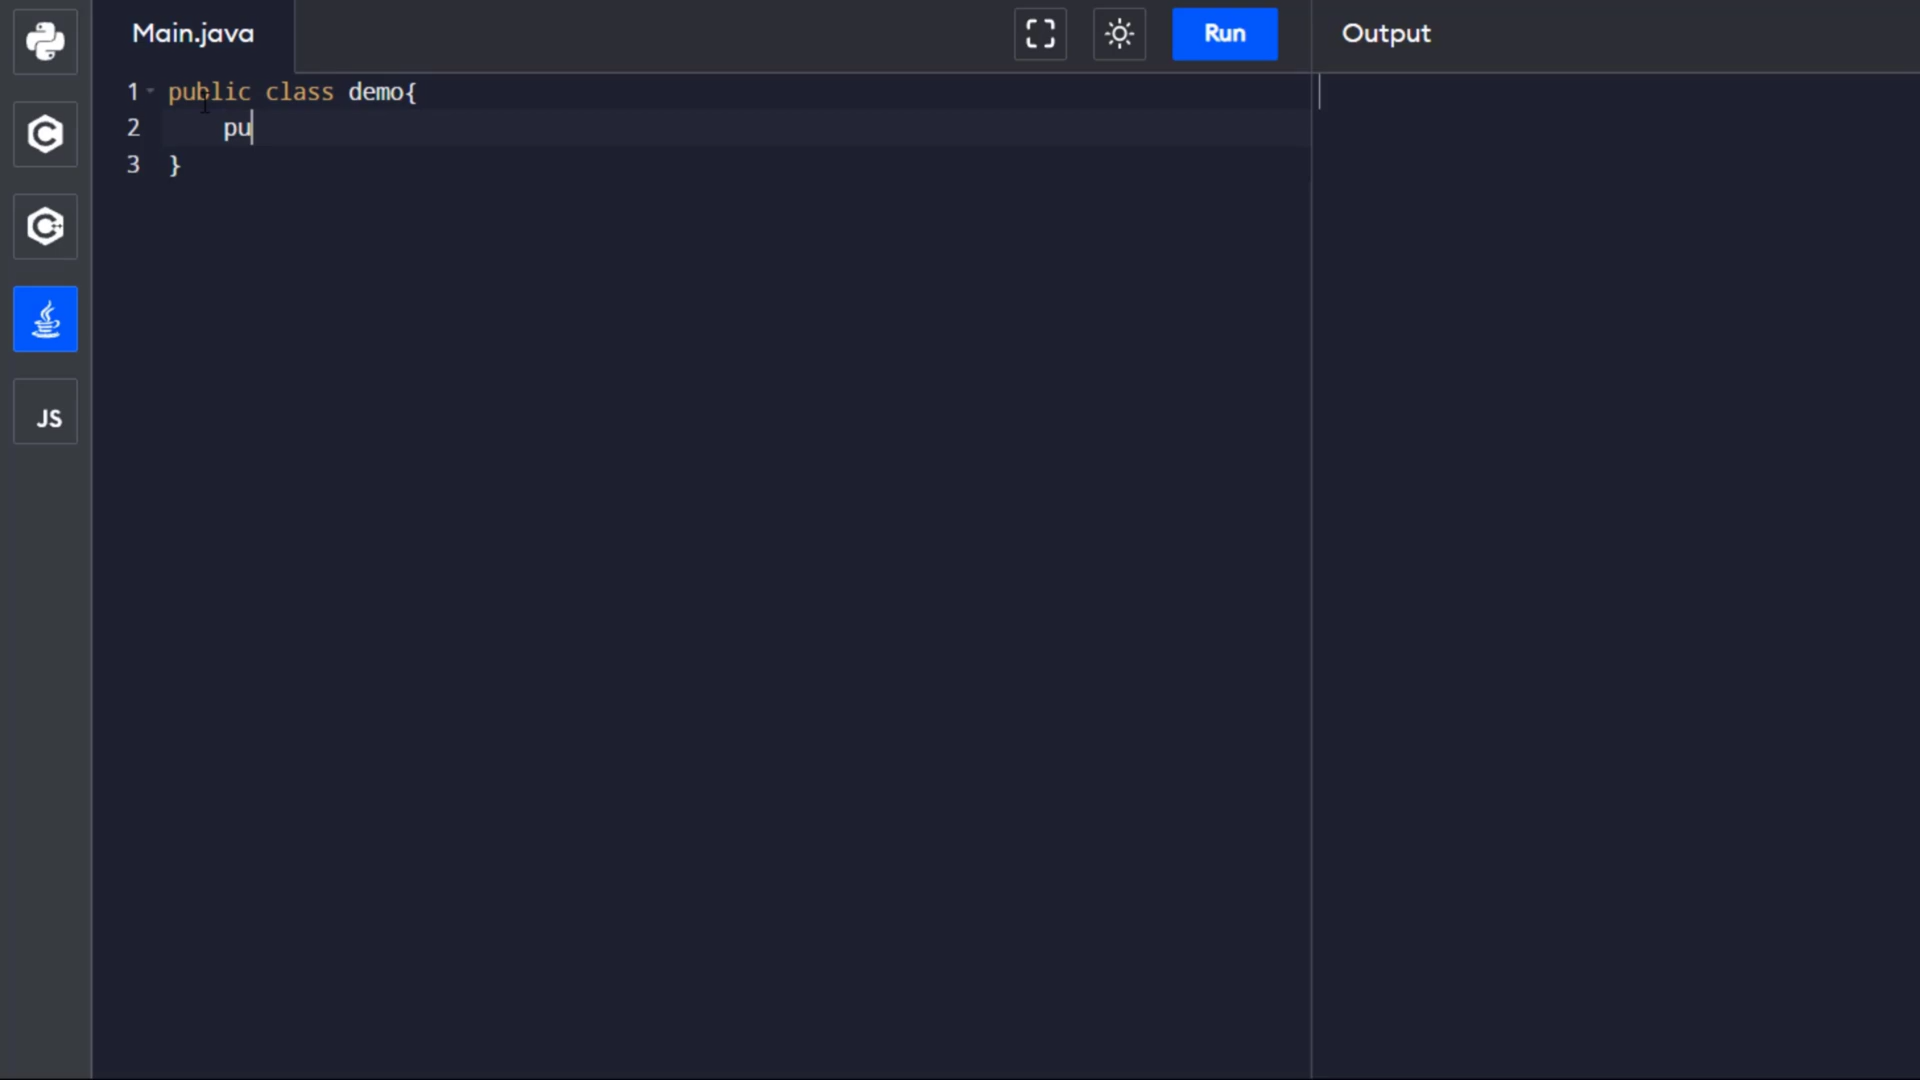 Main.java
Run
Output
1 public class demo{
2     pu
3 }
C
C++
JS